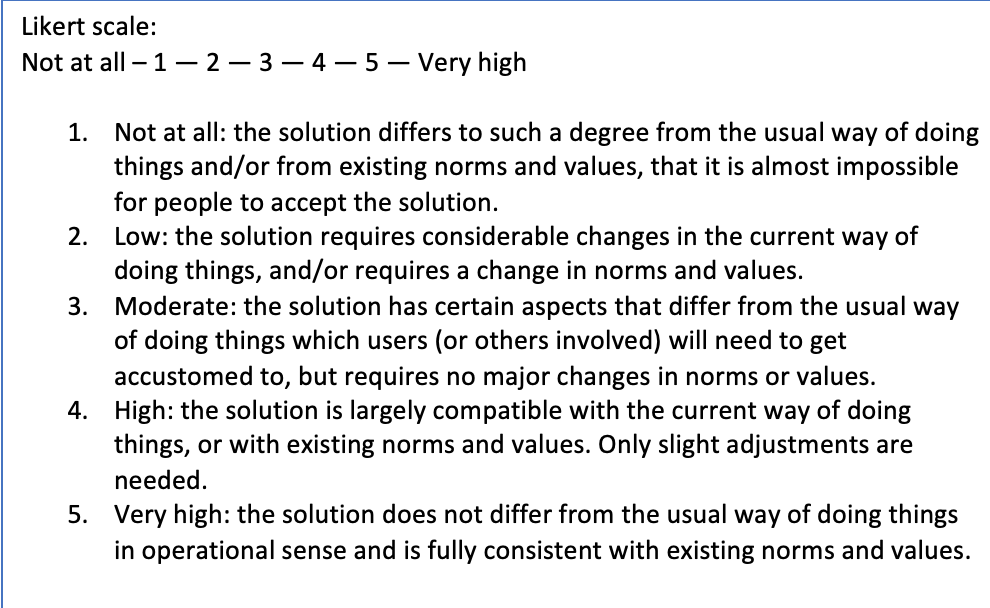 Likert scale:
Not at all – 1 — 2 — 3 — 4 — 5 — Very high
1. Not at all: the solution differs to such a degree from the usual way of doing
things and/or from existing norms and values, that it is almost impossible
for people to accept the solution.
2. Low: the solution requires considerable changes in the current way of
doing things, and/or requires a change in norms and values.
3. Moderate: the solution has certain aspects that differ from the usual way
of doing things which users (or others involved) will need to get
accustomed to, but requires no major changes in norms or values.
4. High: the solution is largely compatible with the current way of doing
things, or with existing norms and values. Only slight adjustments are
needed.
5. Very high: the solution does not differ from the usual way of doing things
in operational sense and is fully consistent with existing norms and values.